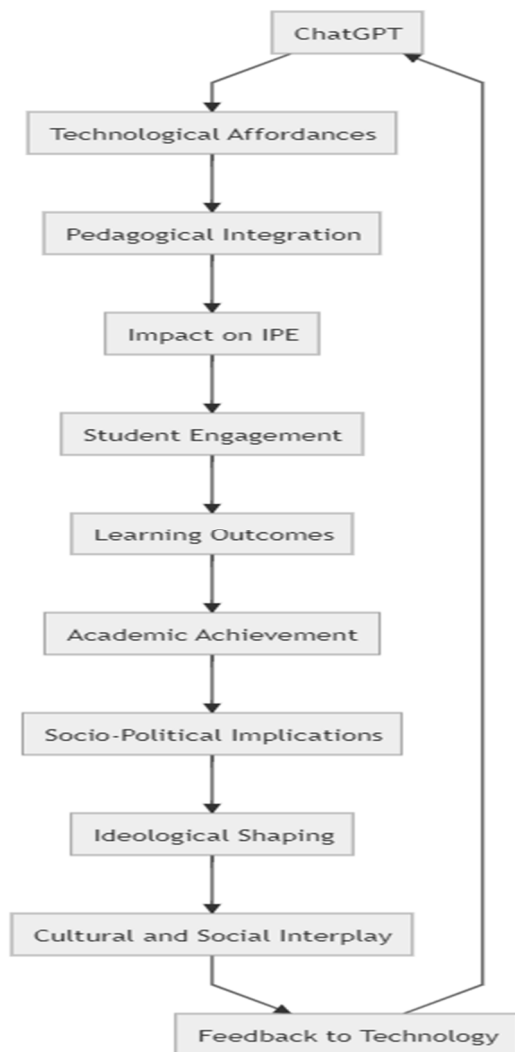 ChatGPT
Technological Affordances
Pedagogical Integration
Impact on IPE
Student Engagement
Learning Outcomes
Academic Achievement
Socio-Political Implications
Ideological Shaping
Cultural and Social Interplay
Feedback to Technology